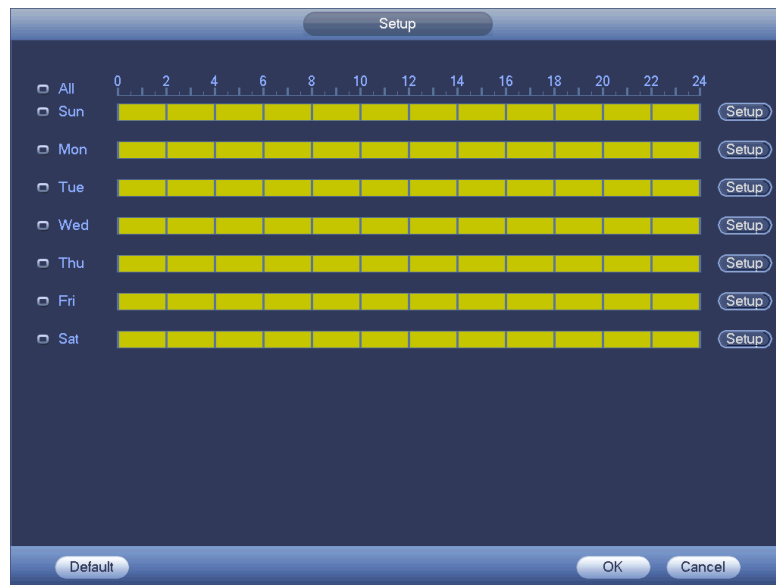 Setup
0 2 4 6 8 10 12 14 16 18 20 22 24
All
Sun Setup
Mon Setup
Tue Setup
Wed Setup
Thu Setup
Fri Setup
Sat Setup
Default OK Cancel